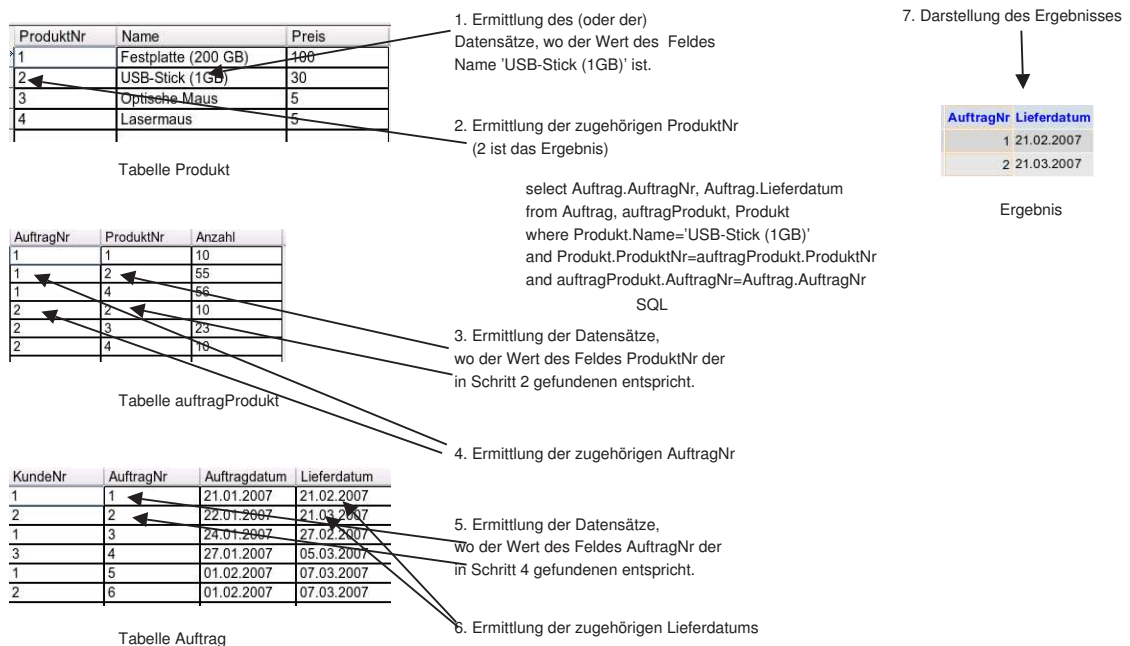 ProduktNr Name Preis
1 Festplatte (200 GB) 100
2 USB-Stick (1GB) 30
3 Optische Maus 5
4 Lasermaus 5
Tabelle Produkt
1. Ermittlung des (oder der)
Datensätze, wo der Wert des Feldes
Name 'USB-Stick (1GB)' ist.
2. Ermittlung der zugehörigen ProduktNr
(2 ist das Ergebnis)
7. Darstellung des Ergebnisses
AuftragNr Lieferdatum
1 21.02.2007
2 21.03.2007
Ergebnis
select Auftrag.AuftragNr, Auftrag.Lieferdatum
from Auftrag, auftragProdukt, Produkt
where Produkt.Name='USB-Stick (1GB)'
and Produkt.ProduktNr=auftragProdukt.ProduktNr
and auftragProdukt.AuftragNr=Auftrag.AuftragNr
SQL
AuftragNr ProduktNr Anzahl
1 1 10
1 2 55
1 4 56
2 2 10
2 3 23
2 4 10
Tabelle auftragProdukt
3. Ermittlung der Datensätze,
wo der Wert des Feldes ProduktNr der
in Schritt 2 gefundenen entspricht.
4. Ermittlung der zugehörigen AuftragNr
KundeNr AuftragNr Auftragdatum Lieferdatum
1 1 21.01.2007 21.02.2007
2 2 22.01.2007 21.03.2007
1 3 24.01.2007 27.02.2007
3 4 27.01.2007 05.03.2007
1 5 01.02.2007 07.03.2007
2 6 01.02.2007 07.03.2007
Tabelle Auftrag
5. Ermittlung der Datensätze,
wo der Wert des Feldes AuftragNr der
in Schritt 4 gefundenen entspricht.
6. Ermittlung der zugehörigen Lieferdatums